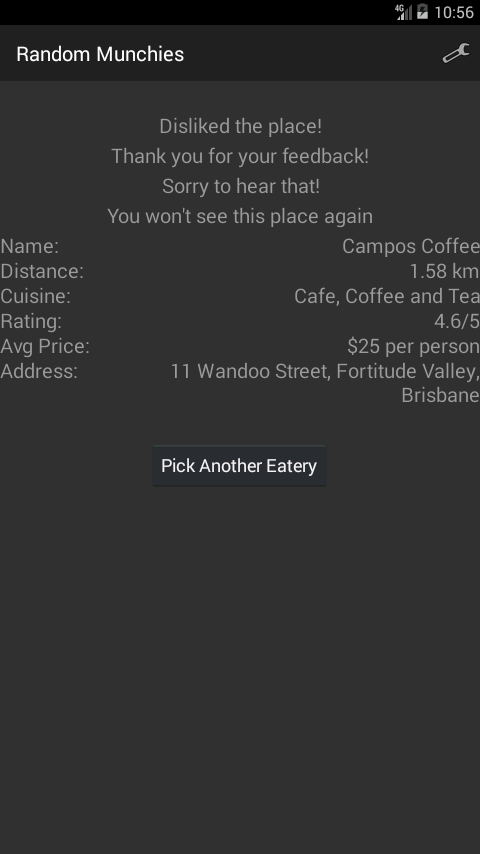 4G 10:56
Random Munchies
Disliked the place!
Thank you for your feedback!
Sorry to hear that!
You won't see this place again
Name: Campos Coffee
Distance: 1.58 km
Cuisine: Cafe, Coffee and Tea
Rating: 4.6/5
Avg Price: $25 per person
Address: 11 Wandoo Street, Fortitude Valley,
Brisbane
Pick Another Eatery